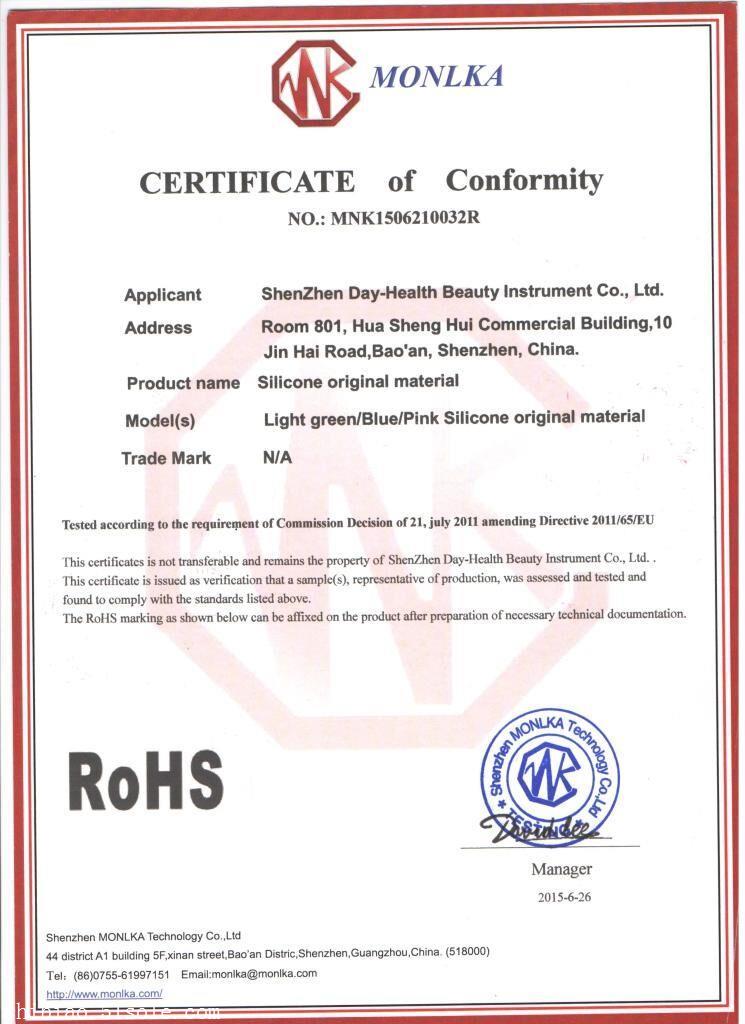 MONLKA
CERTIFICATE of Conformity
NO.: MNK1506210032R
Applicant ShenZhen Day-Health Beauty Instrument Co., Ltd.
Address Room 801, Hua Sheng Hui Commercial Building,10
Jin Hai Road,Bao'an, Shenzhen, China.
Product name Silicone original material
Model(s) Light green/Blue/Pink Silicone original material
Trade Mark N/A
Tested according to the requirement of Commission Decision of 21, july 2011 amending Directive 2011/65/EU
This certificates is not transferable and remains the property of ShenZhen Day-Health Beauty Instrument Co., Ltd. .
This certificate is issued as verification that a sample(s), representative of production, was assessed and tested and
found to comply with the standards listed above.
The RoHS marking as shown below can be affixed on the product after preparation of necessary technical documentation.
RoHS
Shenzhen MONLKA Technology Co.,Ltd
TESTING
Manager
2015-6-26
Shenzhen MONLKA Technology Co.,Ltd
44 district A1 building 5F,xinan street,Bao'an Distric,Shenzhen,Guangzhou,China. (518000)
Tel: (86)0755-61997151 Email:monlka@monlka.com
http://www.monlka.com/